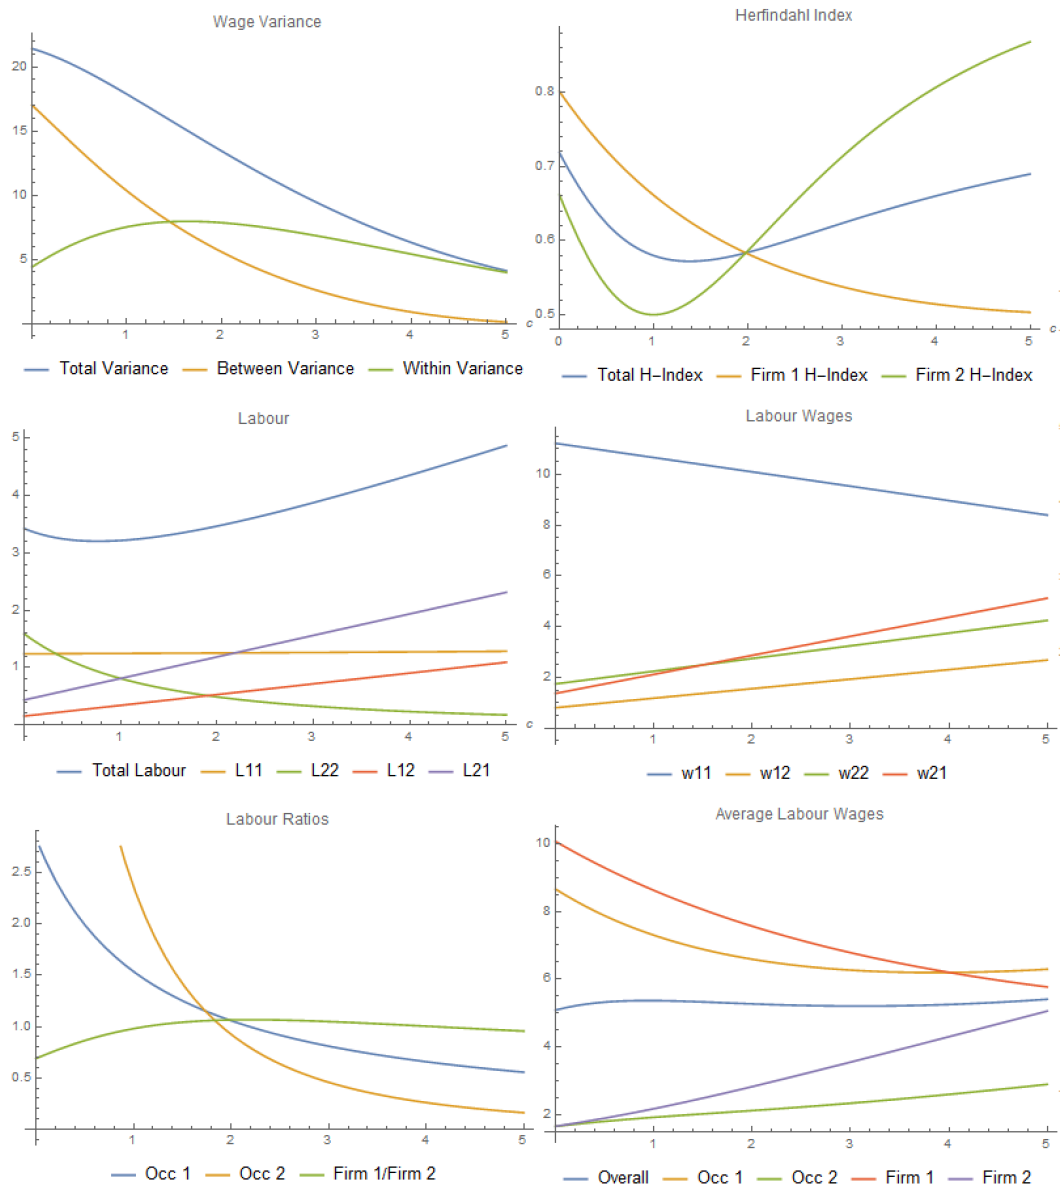 Wage Variance
20
15
10
5
1 2 3 4 5 c
Total Variance Between Variance Within Variance
Herfindahl Index
0.8
0.7
0.6
0.5
0 1 2 3 4 5 c
Total H-Index Firm 1 H-Index Firm 2 H-Index
Labour
5
4
3
2
1
1 2 3 4 5 c
Total Labour L11 L22 L12 L21
Labour Wages
10
8
6
4
2
1 2 3 4 5
w11 w12 w22 w21
Labour Ratios
2.5
2.0
1.5
1.0
0.5
1 2 3 4 5
Occ 1 Occ 2 Firm 1/Firm 2
Average Labour Wages
10
8
6
4
2
1 2 3 4 5
Overall Occ 1 Occ 2 Firm 1 Firm 2